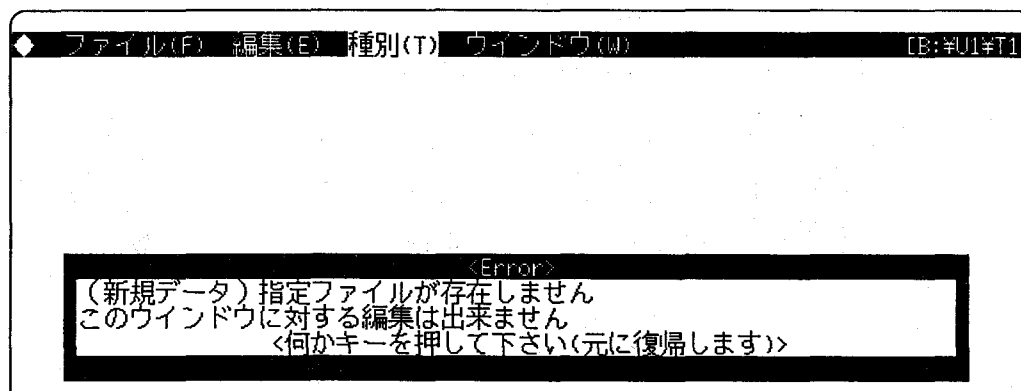 ◆ ファイル(F) 編集(E) 種別(T) ウインドウ(W) [B:¥U1¥T1
<Error>
(新規データ)指定ファイルが存在しません
このウインドウに対する編集は出来ません
<何かキーを押して下さい(元に復帰します)>